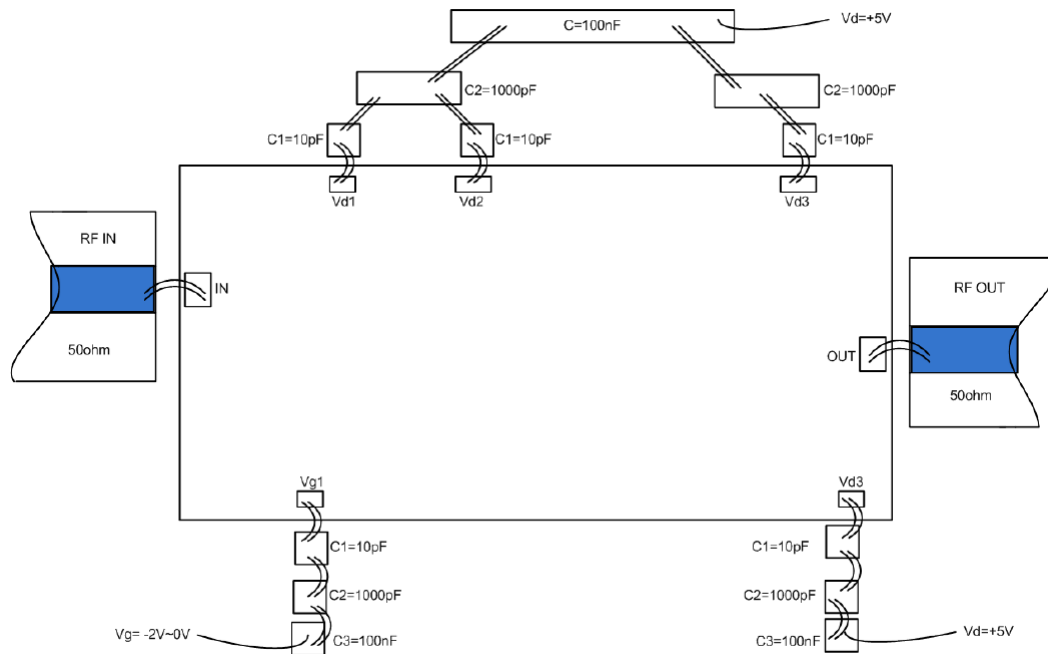 C=100nF
Vd=+5V
C2=1000pF
C2=1000pF
C1=10pF
C1=10pF
C1=10pF
Vd1
Vd2
Vd3
RF IN
IN
50ohm
RF OUT
OUT
50ohm
Vg1
Vd3
C1=10pF
C1=10pF
C2=1000pF
C2=1000pF
Vg= -2V~0V
C3=100nF
C3=100nF
Vd=+5V